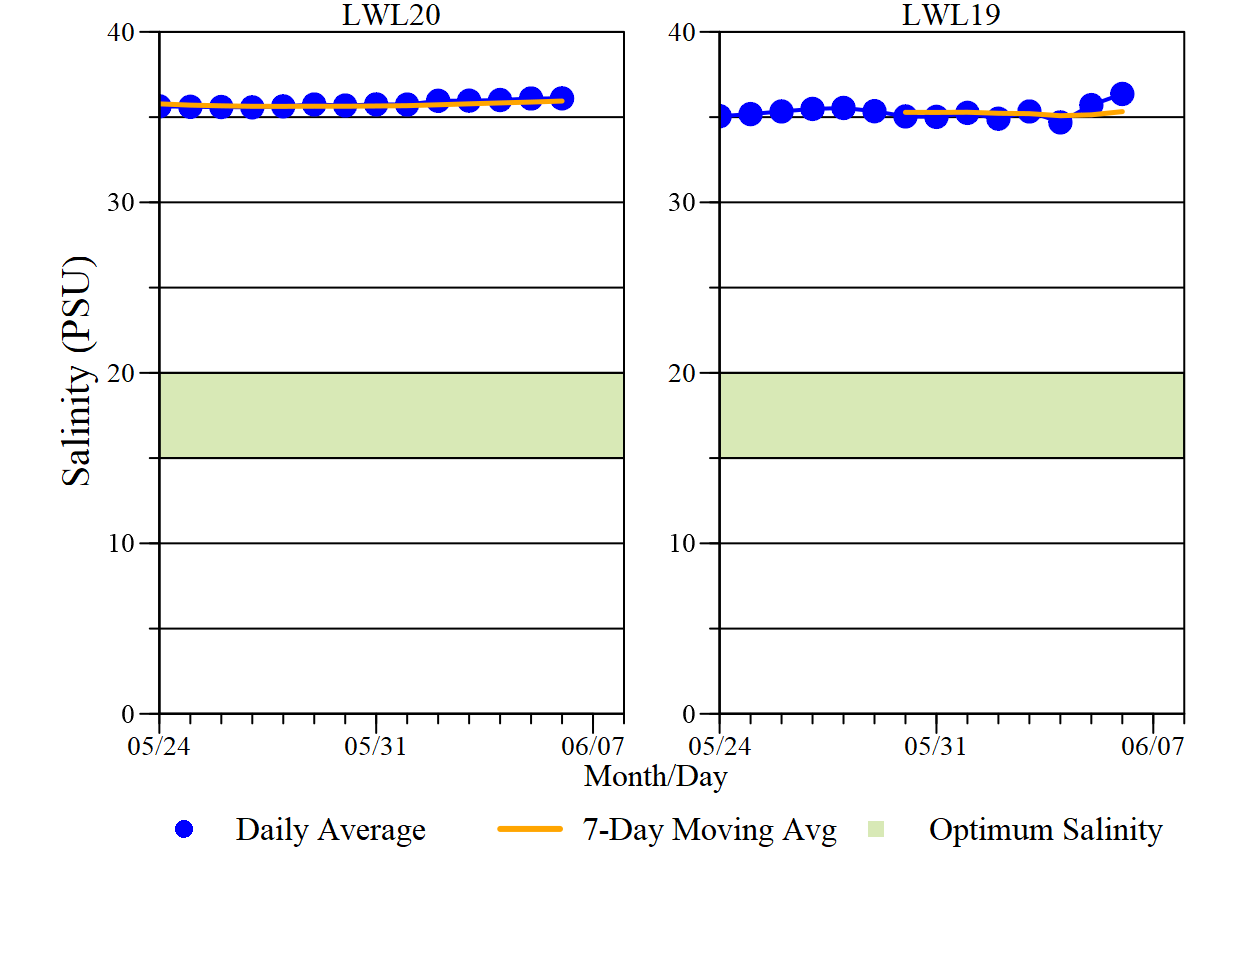 LWL20
LWL19
40
30
20
10
0
40
30
20
10
0
Salinity (PSU)
05/24
05/31
06/07
05/24
05/31
06/07
Month/Day
Daily Average
7-Day Moving Avg
Optimum Salinity